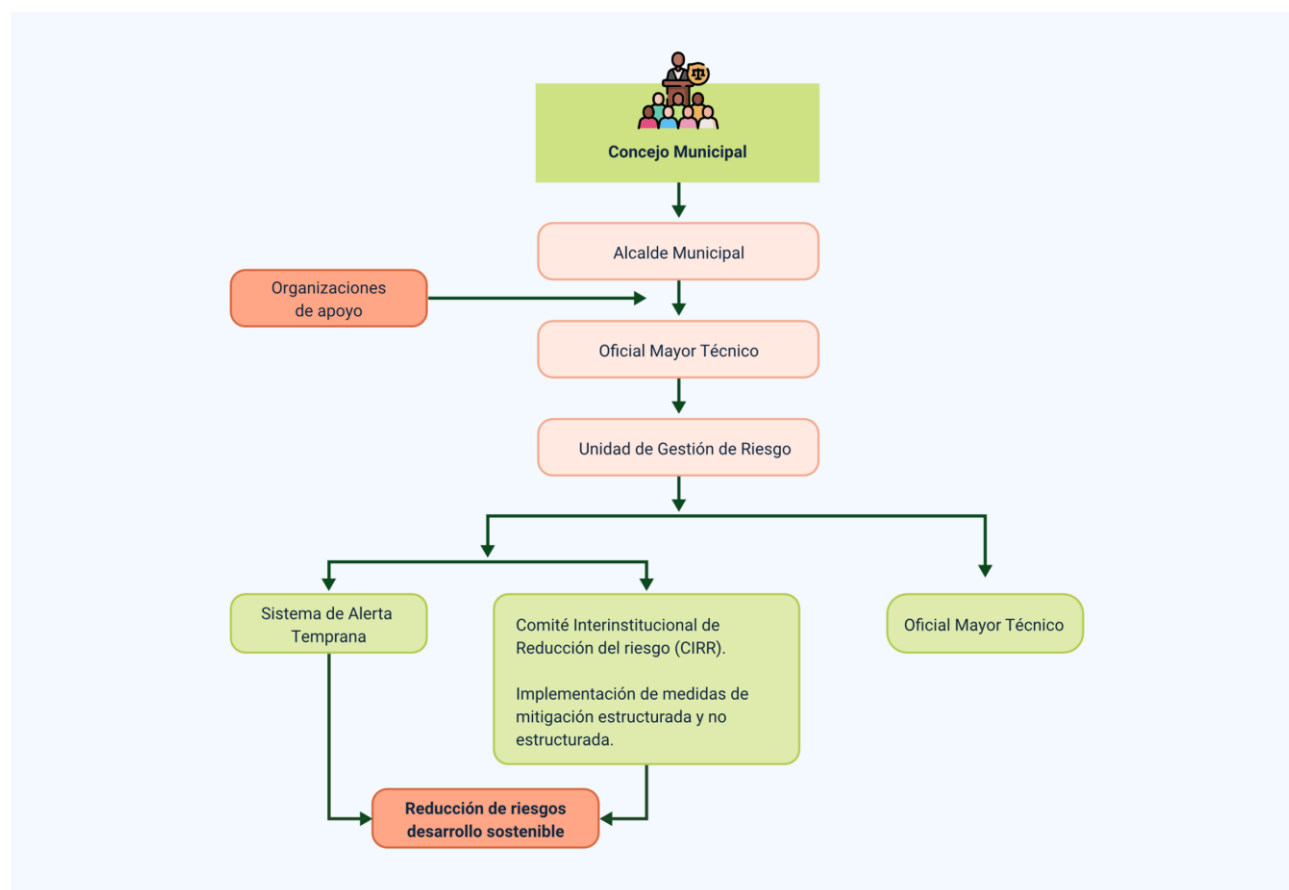 Concejo Municipal
Alcalde Municipal
Organizaciones
de apoyo
Oficial Mayor Técnico
Unidad de Gestión de Riesgo
Sistema de Alerta
Temprana
Comité Interinstitucional de
Reducción del riesgo (CIRR).
Implementación de medidas de
mitigación estructurada y no
estructurada.
Oficial Mayor Técnico
Reducción de riesgos
desarrollo sostenible